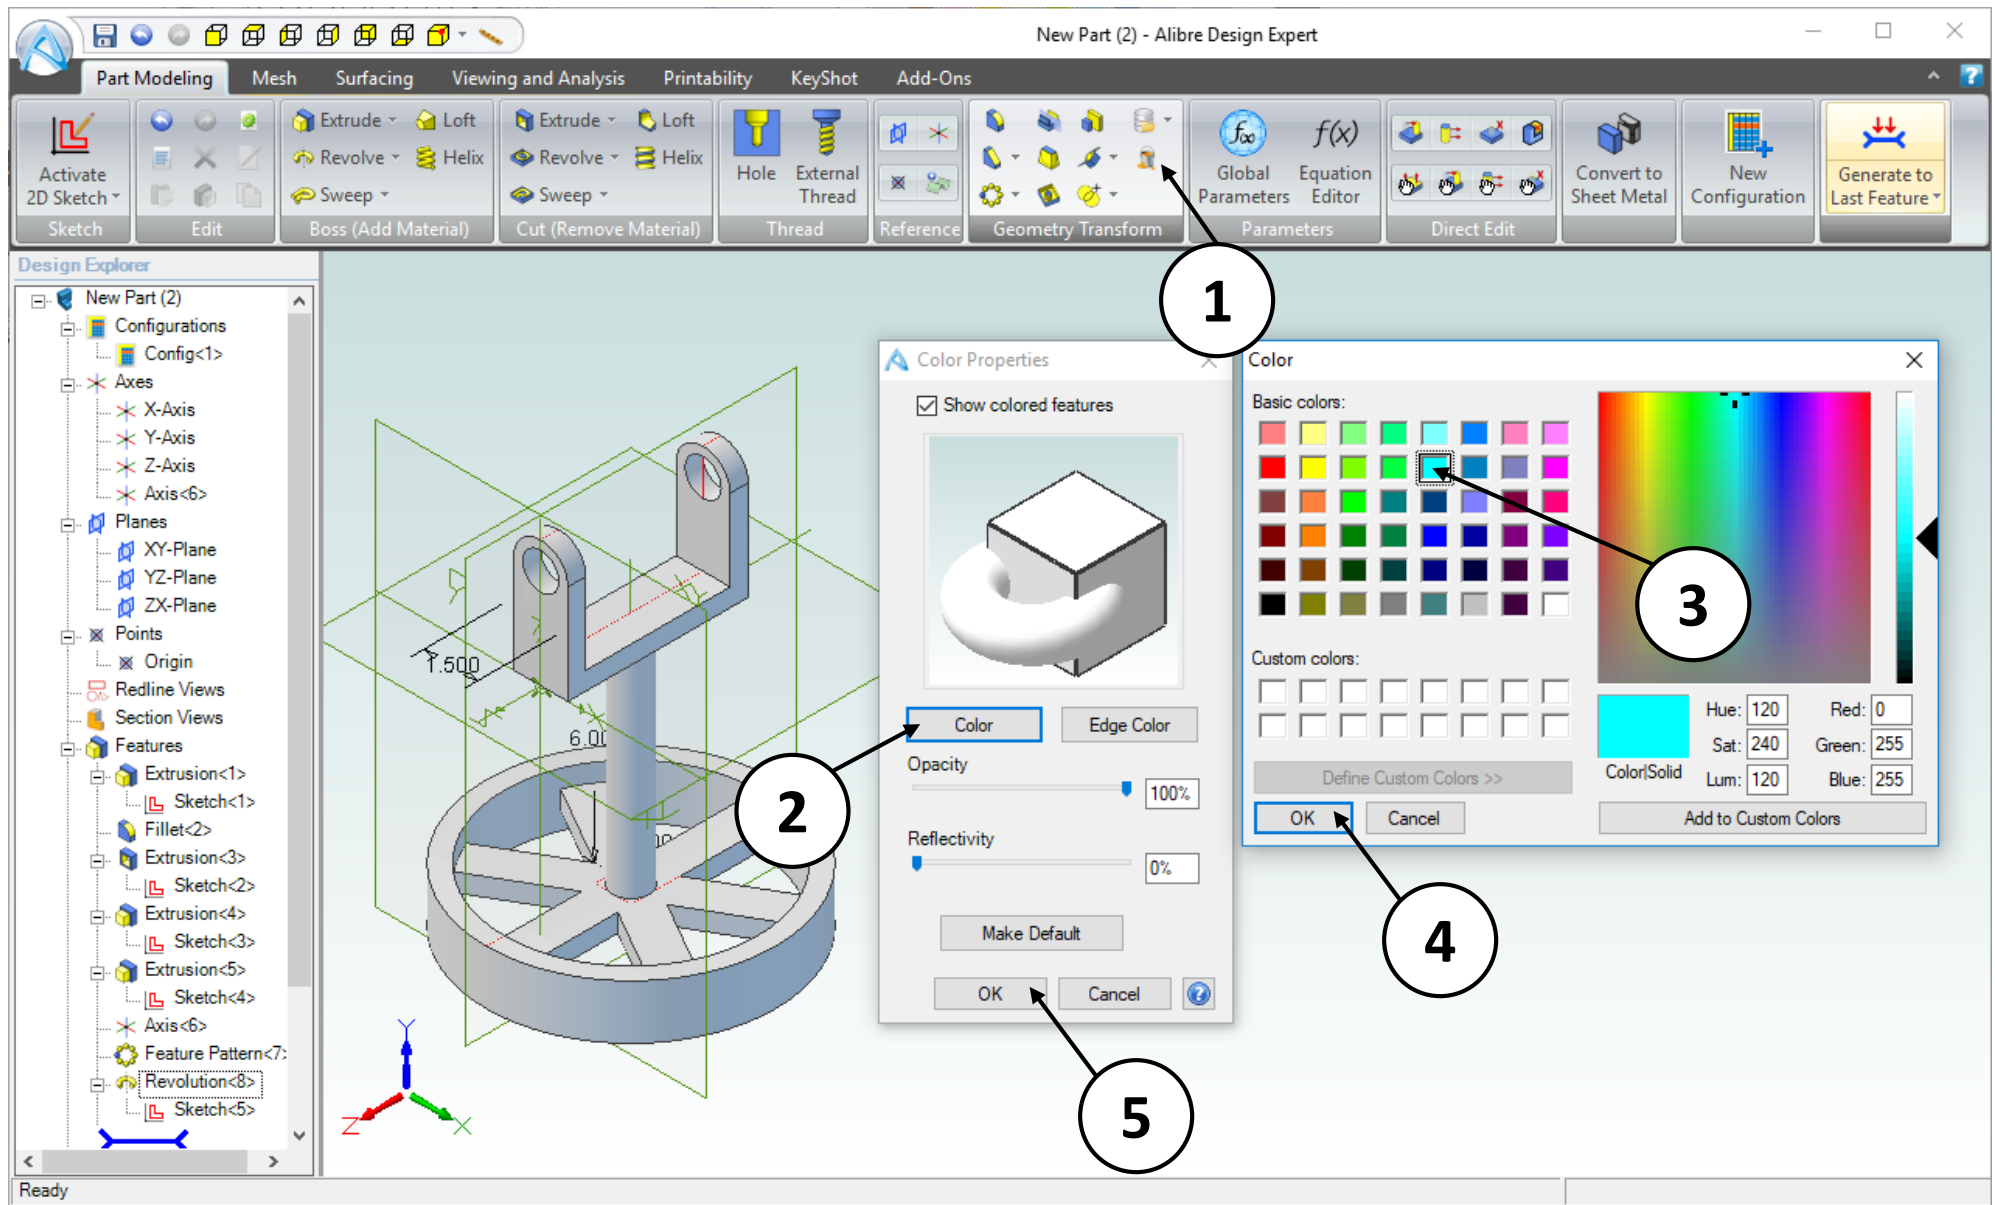 New Part (2) - Alibre Design Expert
Part Modeling Mesh Surfacing Viewing and Analysis Printability KeyShot Add-Ons
Activate
2D Sketch
Sketch
Edit
Extrude Loft
Revolve Helix
Sweep
Boss (Add Material)
Extrude Loft
Revolve Helix
Sweep
Cut (Remove Material)
Hole
External
Thread
Thread
Reference
Geometry Transform
f(x)
Global
Parameters
f(x)
Equation
Editor
Parameters
Direct Edit
Convert to
Sheet Metal
New
Configuration
Generate to
Last Feature
Design Explorer
New Part (2)
Configurations
Config<1>
Axes
X-Axis
Y-Axis
Z-Axis
Axis<6>
Planes
XY-Plane
YZ-Plane
ZX-Plane
Points
Origin
Redline Views
Section Views
Features
Extrusion<1>
Sketch<1>
Fillet<2>
Extrusion<3>
Sketch<2>
Extrusion<4>
Sketch<3>
Extrusion<5>
Sketch<4>
Axis<6>
Feature Pattern<7>
Revolution<8>
Sketch<5>
Ready
1.500
6.00
Y
Z
X
1
2
3
4
5
Color Properties
Show colored features
Color
Edge Color
Opacity
100%
Reflectivity
0%
Make Default
OK
Cancel
Color
Basic colors:
Custom colors:
Define Custom Colors >>
OK
Cancel
Color|Solid
Hue: 120
Sat: 240
Lum: 120
Red: 0
Green: 255
Blue: 255
Add to Custom Colors